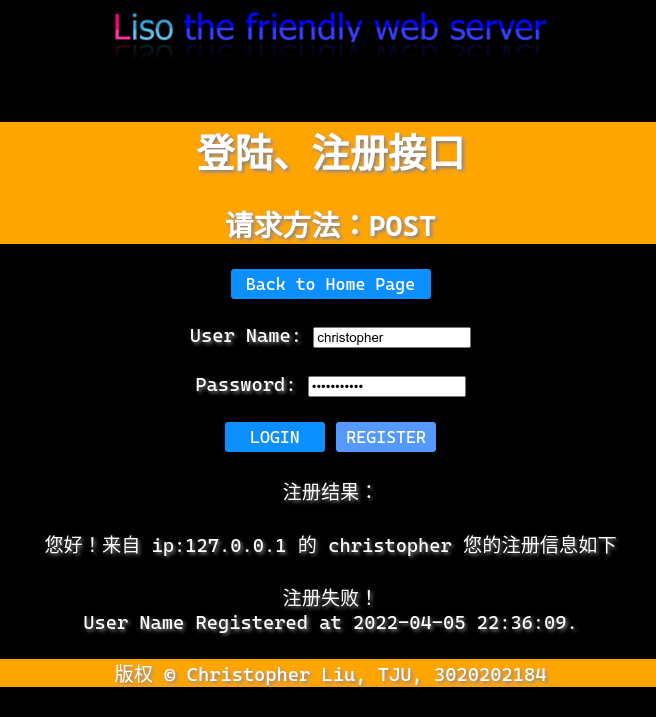 Liso the friendly web server
登陆、注册接口
请求方法：POST
Back to Home Page
User Name: christopher
Password: •••••••••••
LOGIN REGISTER
注册结果：
您好！来自 ip:127.0.0.1 的 christopher 您的注册信息如下
注册失败！
User Name Registered at 2022-04-05 22:36:09.
版权 © Christopher Liu, TJU, 3020202184